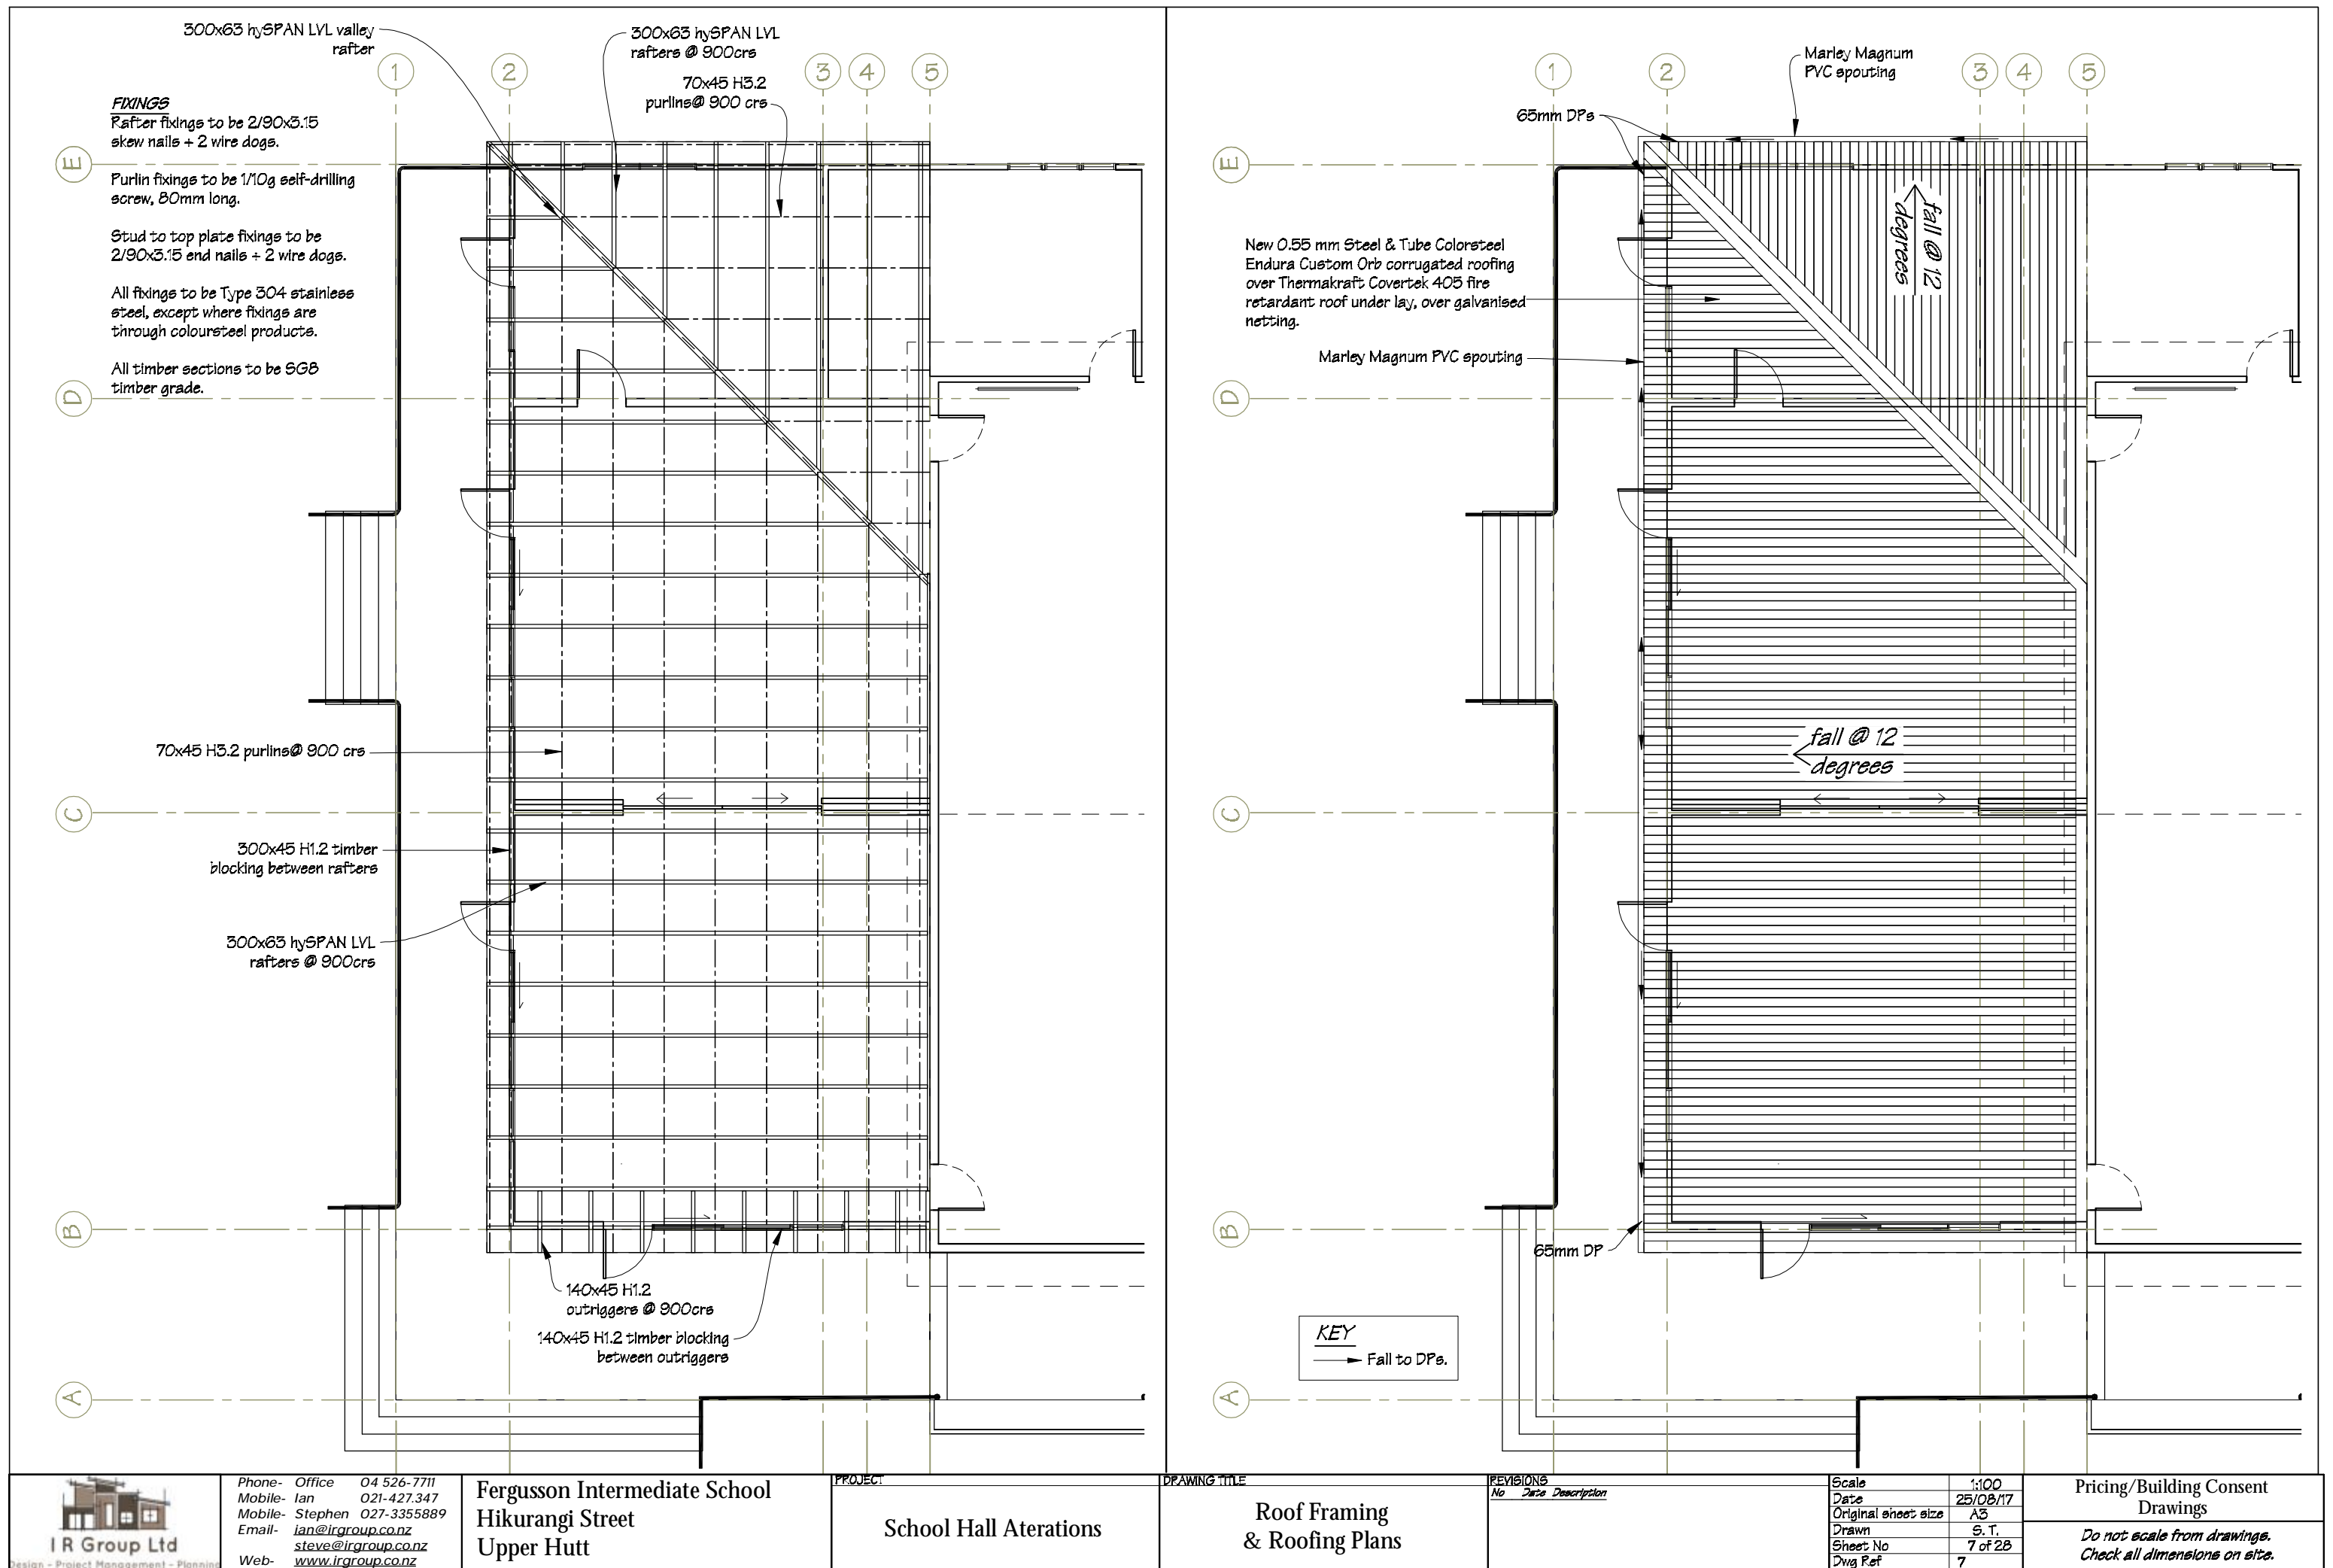 300x63 hySPAN LVL valley
rafter
300x63 hySPAN LVL
rafters @ 900crs
70x45 H3.2
purlins@ 900 crs
1
2
3
4
5
FIXINGS
Rafter fixings to be 2/90x3.15
skew nails + 2 wire dogs.
Purlin fixings to be 1/10g self-drilling
screw, 80mm long.
Stud to top plate fixings to be
2/90x3.15 end nails + 2 wire dogs.
All fixings to be Type 304 stainless
steel, except where fixings are
through coloursteel products.
All timber sections to be SG8
timber grade.
E
D
70x45 H3.2 purlins@ 900 crs
C
300x45 H1.2 timber
blocking between rafters
300x63 hySPAN LVL
rafters @ 900crs
B
140x45 H1.2
outriggers @ 900crs
140x45 H1.2 timber blocking
between outriggers
A
Marley Magnum
PVC spouting
1
2
3
4
5
65mm DPs
E
fall @ 12
degrees
New 0.55 mm Steel & Tube Colorsteel
Endura Custom Orb corrugated roofing
over Thermakraft Covertek 405 fire
retardant roof under lay, over galvanised
netting.
Marley Magnum PVC spouting
D
fall @ 12
degrees
C
B
65mm DP
KEY
Fall to DPs.
A
I R Group Ltd
Design - Project Management - Planning
Phone- Office 04 526-7711
Mobile- Ian 021-427.347
Mobile- Stephen 027-3355889
Email- ian@irgroup.co.nz
steve@irgroup.co.nz
Web- www.irgroup.co.nz
Fergusson Intermediate School
Hikurangi Street
Upper Hutt
PROJECT
School Hall Aterations
DRAWING TITLE
Roof Framing
& Roofing Plans
REVISIONS
No Date Description
Scale 1:100
Date 25/08/17
Original sheet size A3
Drawn S. T.
Sheet No 7 of 28
Dwg Ref 7
Pricing/Building Consent
Drawings
Do not scale from drawings.
Check all dimensions on site.